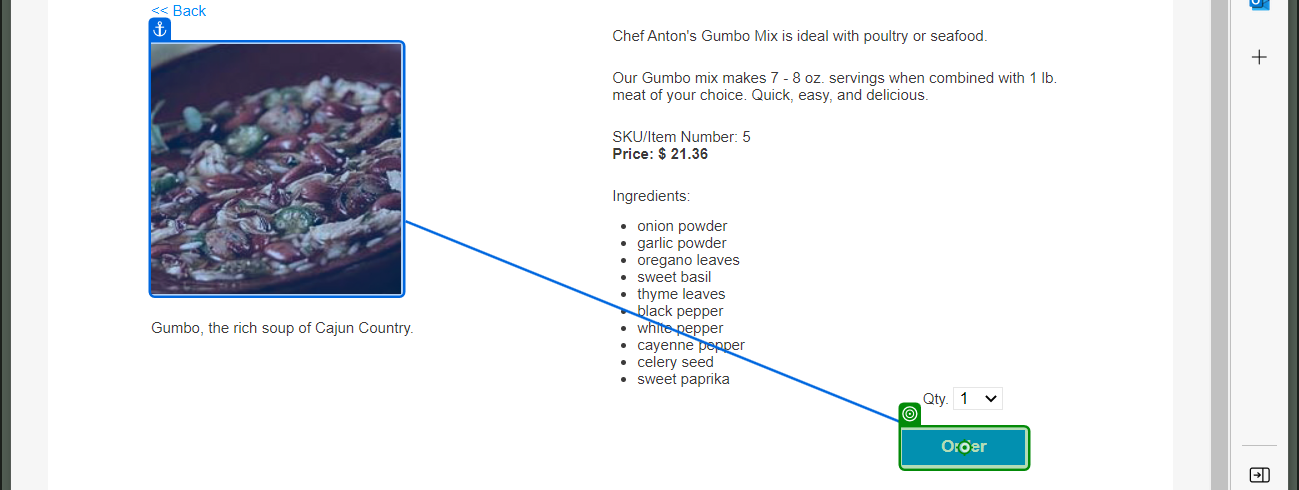 << Back
Chef Anton's Gumbo Mix is ideal with poultry or seafood.
Our Gumbo mix makes 7 - 8 oz. servings when combined with 1 lb.
meat of your choice. Quick, easy, and delicious.
SKU/Item Number: 5
Price: $ 21.36
Ingredients:
• onion powder
• garlic powder
• oregano leaves
• sweet basil
• thyme leaves
• black pepper
• white pepper
• cayenne pepper
• celery seed
• sweet paprika
Gumbo, the rich soup of Cajun Country.
Qty. 1
Order